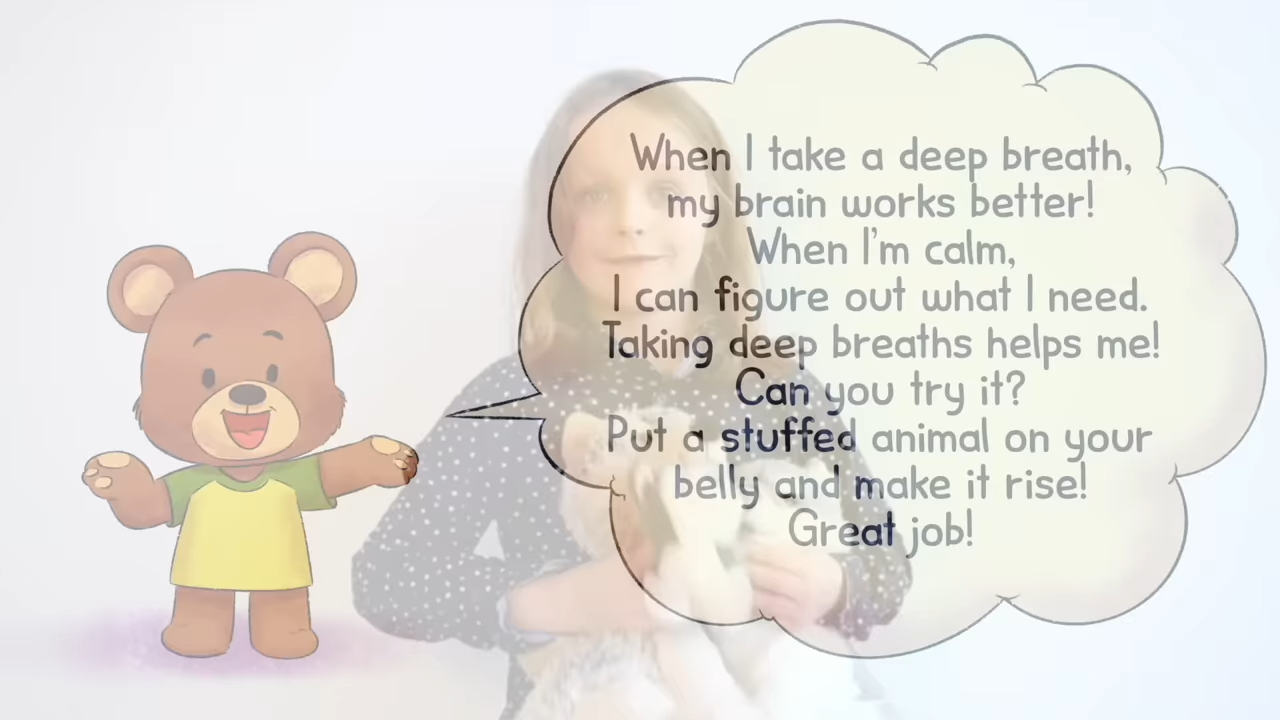 When I take a deep breath,
my brain works better!
When I'm calm,
I can figure out what I need.
Taking deep breaths helps me!
Can you try it?
Put a stuffed animal on your
belly and make it rise!
Great job!